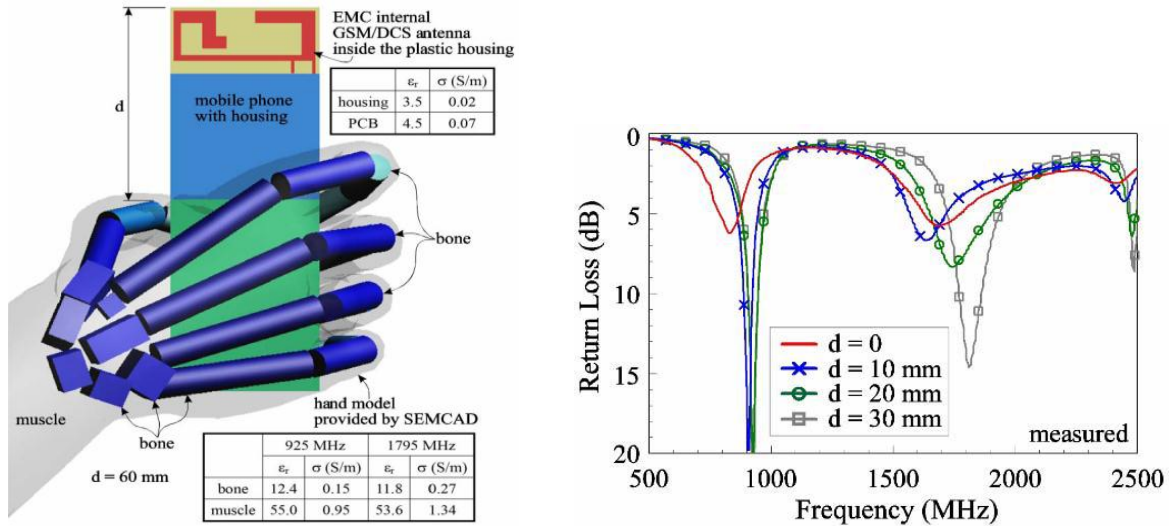 EMC internal
GSM/DCS antenna
inside the plastic housing
d
εr σ (S/m)
housing 3.5 0.02
PCB 4.5 0.07
mobile phone
with housing
bone
muscle
bone
hand model
provided by SEMCAD
d = 60 mm
925 MHz 1795 MHz
εr σ (S/m) εr σ (S/m)
bone 12.4 0.15 11.8 0.27
muscle 55.0 0.95 53.6 1.34
Return Loss (dB)
0
5
10
15
20
d = 0
d = 10 mm
d = 20 mm
d = 30 mm
measured
500 1000 1500 2000 2500
Frequency (MHz)